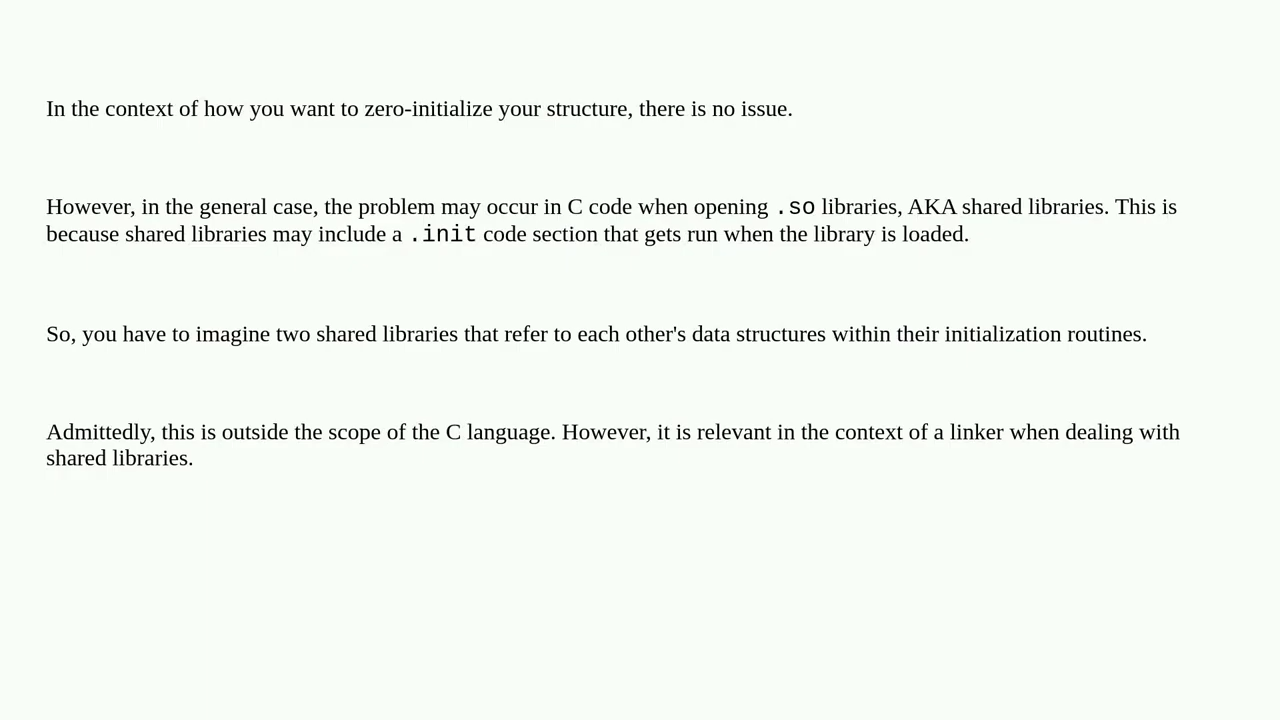 In the context of how you want to zero-initialize your structure, there is no issue.
However, in the general case, the problem may occur in C code when opening .so libraries, AKA shared libraries. This is
because shared libraries may include a .init code section that gets run when the library is loaded.
So, you have to imagine two shared libraries that refer to each other's data structures within their initialization routines.
Admittedly, this is outside the scope of the C language. However, it is relevant in the context of a linker when dealing with
shared libraries.